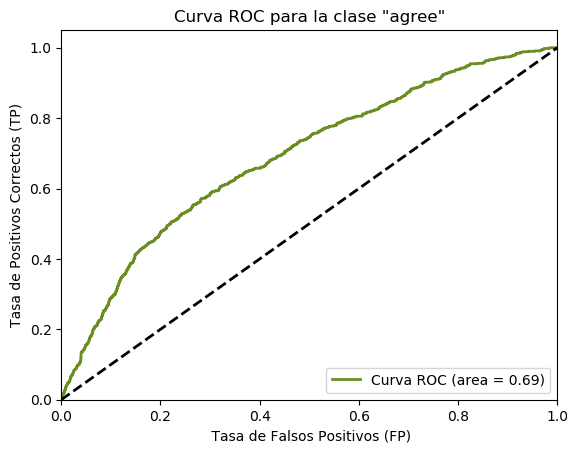 Curva ROC para la clase "agree"
Tasa de Positivos Correctos (TP)
1.0
0.8
0.6
0.4
0.2
0.0
0.0 0.2 0.4 0.6 0.8 1.0
Tasa de Falsos Positivos (FP)
Curva ROC (area = 0.69)